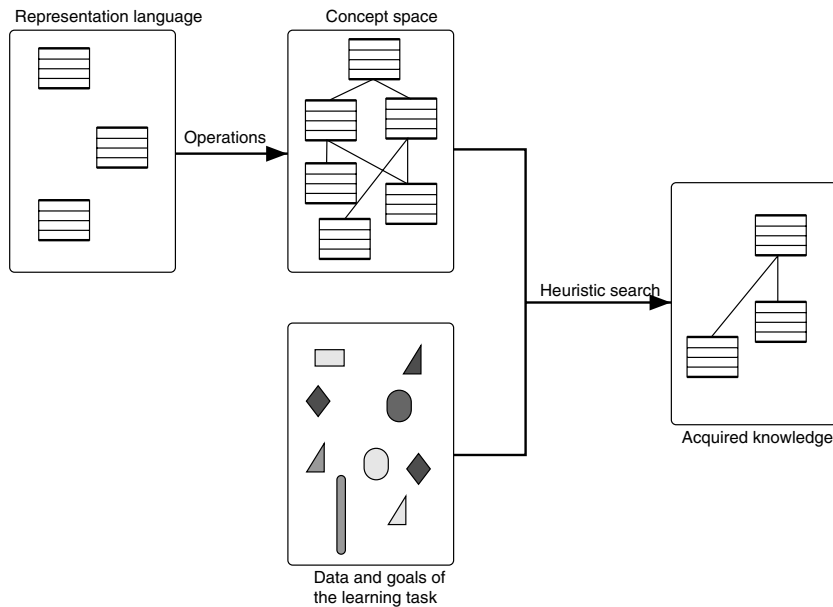 Representation language
Concept space
Operations
Heuristic search
Acquired knowledge
Data and goals of
the learning task